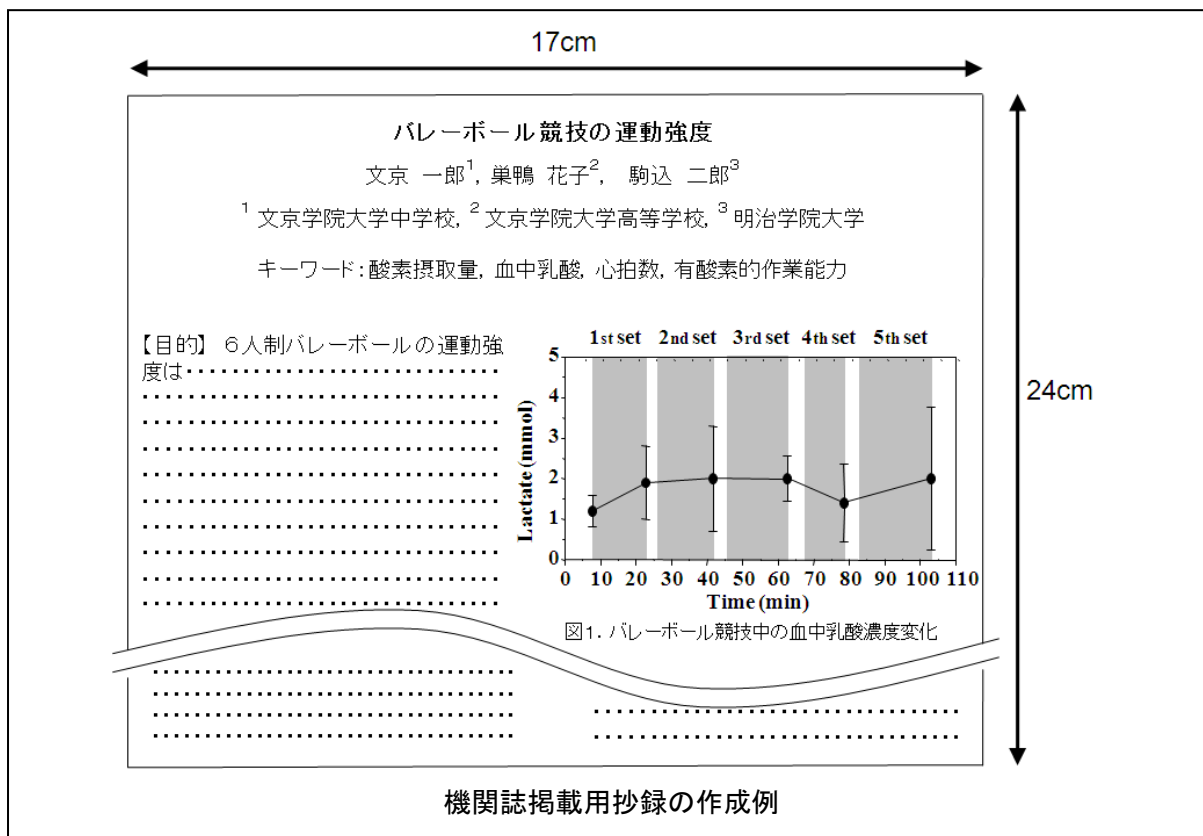 17cm
バレーボール競技の運動強度
文京 一郎1, 巣鴨 花子2, 駒込 二郎3
1 文京学院大学中学校, 2 文京学院大学高等学校, 3 明治学院大学
キーワード:酸素摂取量, 血中乳酸, 心拍数, 有酸素的作業能力
【目的】 6人制バレーボールの運動強
度は
1st set 2nd set 3rd set 4th set 5th set
5
4
3
2
1
0
Lactate (mmol)
0 10 20 30 40 50 60 70 80 90 100 110
Time (min)
図1. バレーボール競技中の血中乳酸濃度変化
24cm
機関誌掲載用抄録の作成例